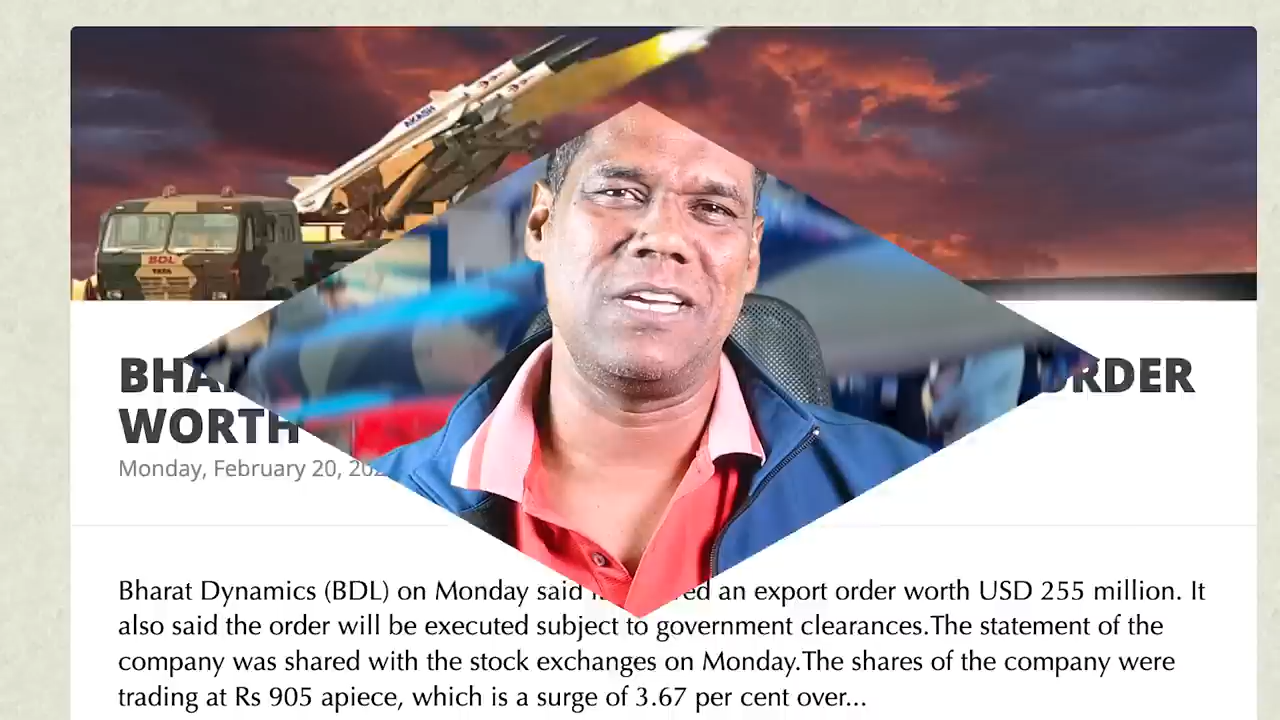 AKASH
BDL
TATA
BHA
ORDER
WORTH
Monday, February 20, 202
Bharat Dynamics (BDL) on Monday said ed an export order worth USD 255 million. It
also said the order will be executed subject to government clearances.The statement of the
company was shared with the stock exchanges on Monday.The shares of the company were
trading at Rs 905 apiece, which is a surge of 3.67 per cent over...